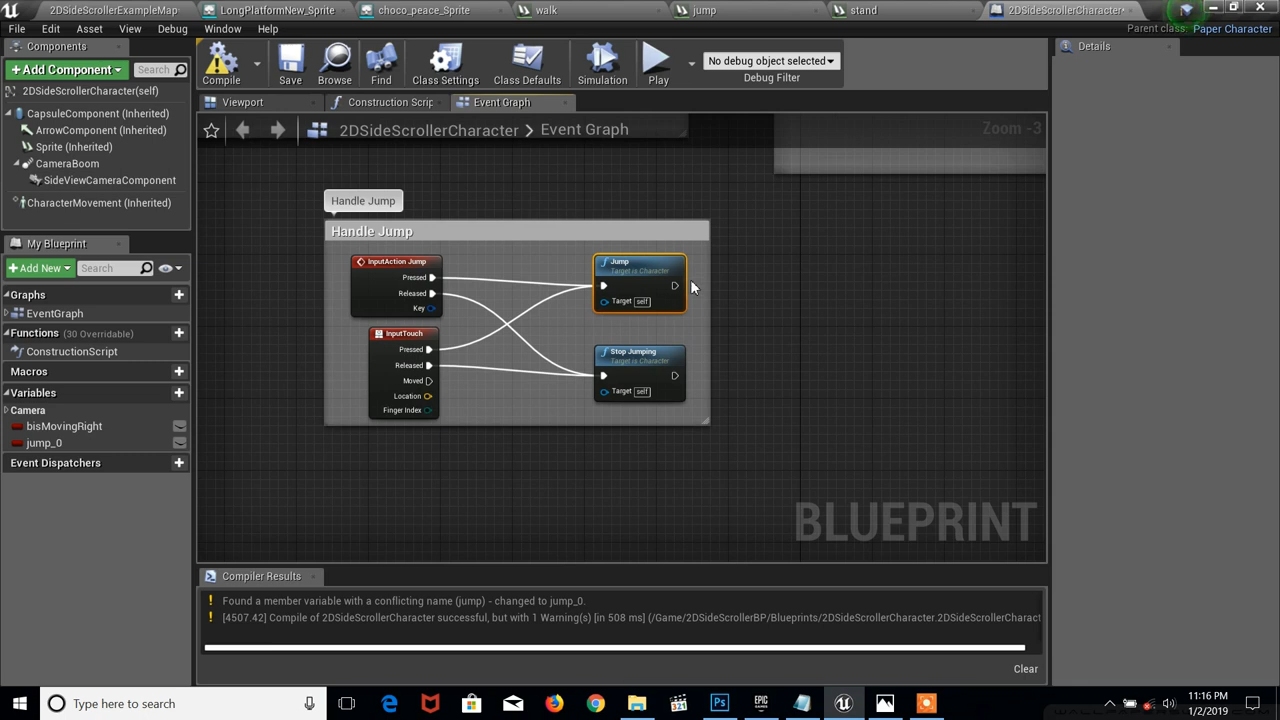 2DSideScrollerExampleMap
LongPlatformNew_Sprite
choco_peace_Sprite
walk
jump
stand
2DSideScrollerCharacter
File Edit Asset View Debug Window Help
Parent class: Paper Character
Components
+ Add Component
Search
2DSideScrollerCharacter(self)
CapsuleComponent (Inherited)
ArrowComponent (Inherited)
Sprite (Inherited)
CameraBoom
SideViewCameraComponent
CharacterMovement (Inherited)
My Blueprint
+ Add New
Search
Graphs
EventGraph
Functions (30 Overridable)
ConstructionScript
Macros
Variables
Camera
bisMovingRight
jump_0
Event Dispatchers
Compile
Save
Browse
Find
Class Settings
Class Defaults
Simulation
Play
No debug object selected
Debug Filter
Viewport
Construction Scrip
Event Graph
2DSideScrollerCharacter > Event Graph
Zoom -3
Handle Jump
Handle Jump
InputAction Jump
Pressed
Released
Key
InputTouch
Pressed
Released
Moved
Location
Finger Index
Jump
Target is Character
Target self
Stop Jumping
Target is Character
Target self
BLUEPRINT
Compiler Results
Found a member variable with a conflicting name (jump) - changed to jump_0.
[4507.42] Compile of 2DSideScrollerCharacter successful, but with 1 Warning(s) [in 508 ms] (/Game/2DSideScrollerBP/Blueprints/2DSideScrollerCharacter.2DSideScrollerCharact
Clear
Details
Type here to search
11:16 PM
1/2/2019